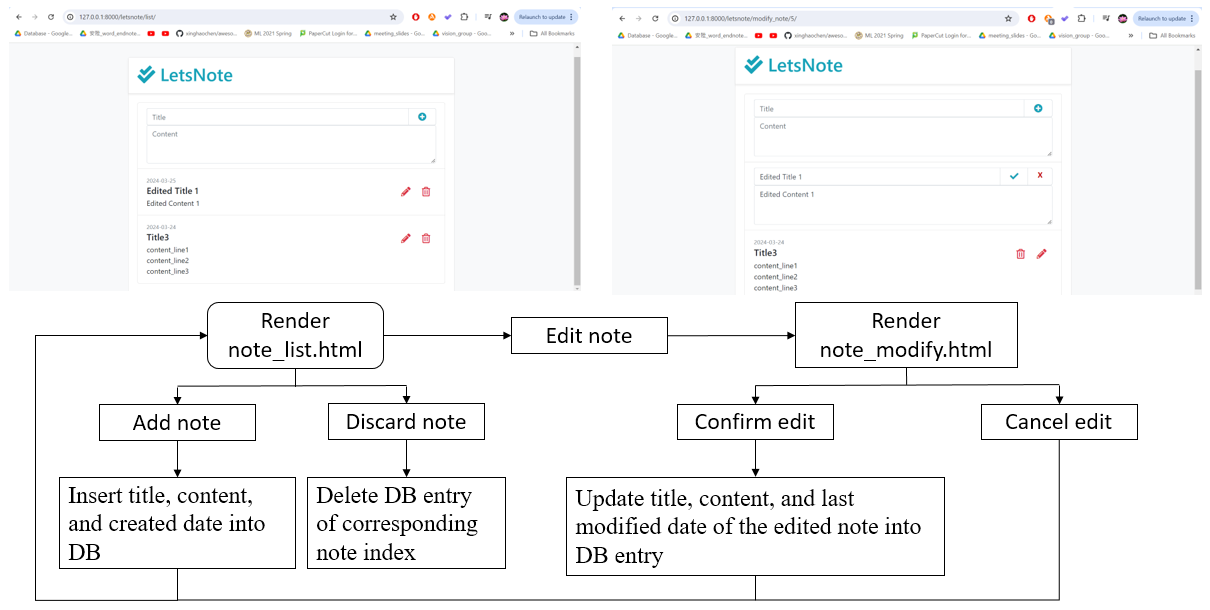 127.0.0.1:8000/letsnote/list/
Relaunch to update
Database - Google...
安徽_word_endnote...
xinghaochen/aweso...
ML 2021 Spring
PaperCut Login for...
meeting_slides - Go...
vision_group - Goo...
»
All Bookmarks
LetsNote
Title
Content
2024-03-25
Edited Title 1
Edited Content 1
2024-03-24
Title3
content_line1
content_line2
content_line3
127.0.0.1:8000/letsnote/modify_note/5/
Relaunch to update
Database - Google...
安徽_word_endnote...
xinghaochen/aweso...
ML 2021 Spring
PaperCut Login for...
meeting_slides - Go...
vision_group - Goo...
»
All Bookmarks
LetsNote
Title
Content
Edited Title 1
x
Edited Content 1
2024-03-24
Title3
content_line1
content_line2
content_line3
Render
note_list.html
Edit note
Render
note_modify.html
Add note
Discard note
Confirm edit
Cancel edit
Insert title, content,
and created date into
DB
Delete DB entry
of corresponding
note index
Update title, content, and last
modified date of the edited note into
DB entry